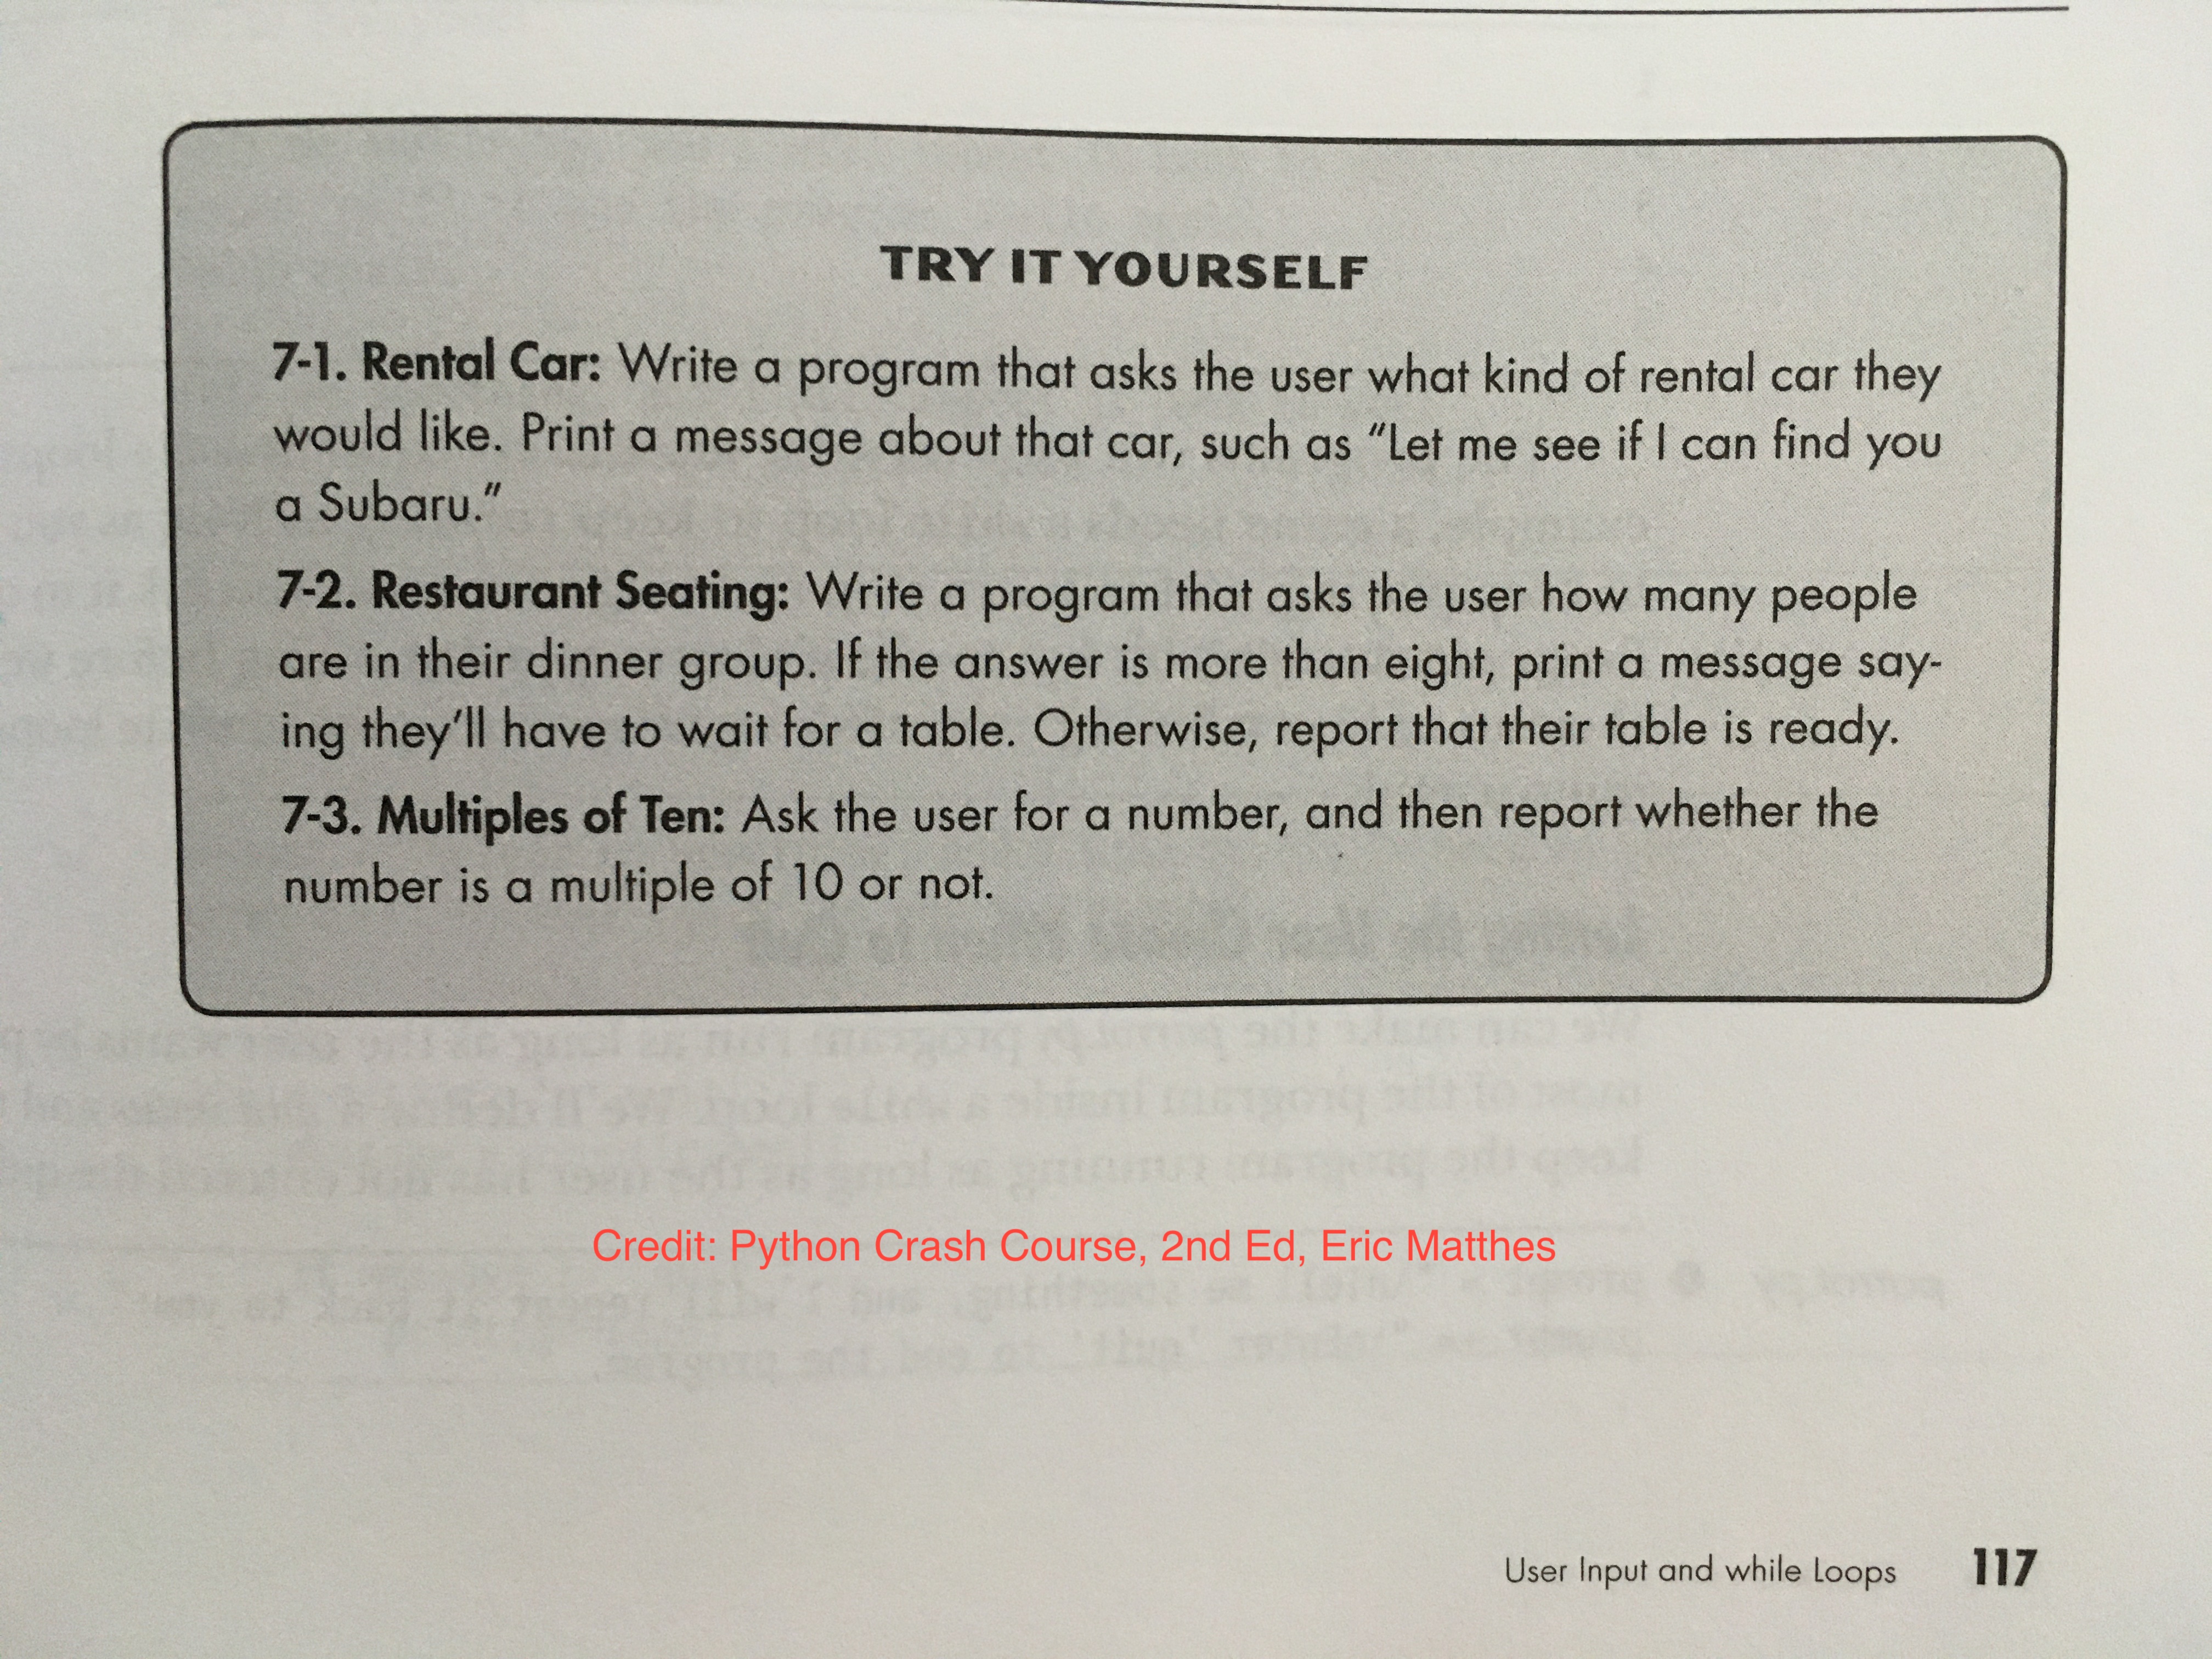 TRY IT YOURSELF
7-1. Rental Car: Write a program that asks the user what kind of rental car they
would like. Print a message about that car, such as “Let me see if I can find you
a Subaru.”
7-2. Restaurant Seating: Write a program that asks the user how many people
are in their dinner group. If the answer is more than eight, print a message say-
ing they’ll have to wait for a table. Otherwise, report that their table is ready.
7-3. Multiples of Ten: Ask the user for a number, and then report whether the
number is a multiple of 10 or not.
Credit: Python Crash Course, 2nd Ed, Eric Matthes
User Input and while Loops 117